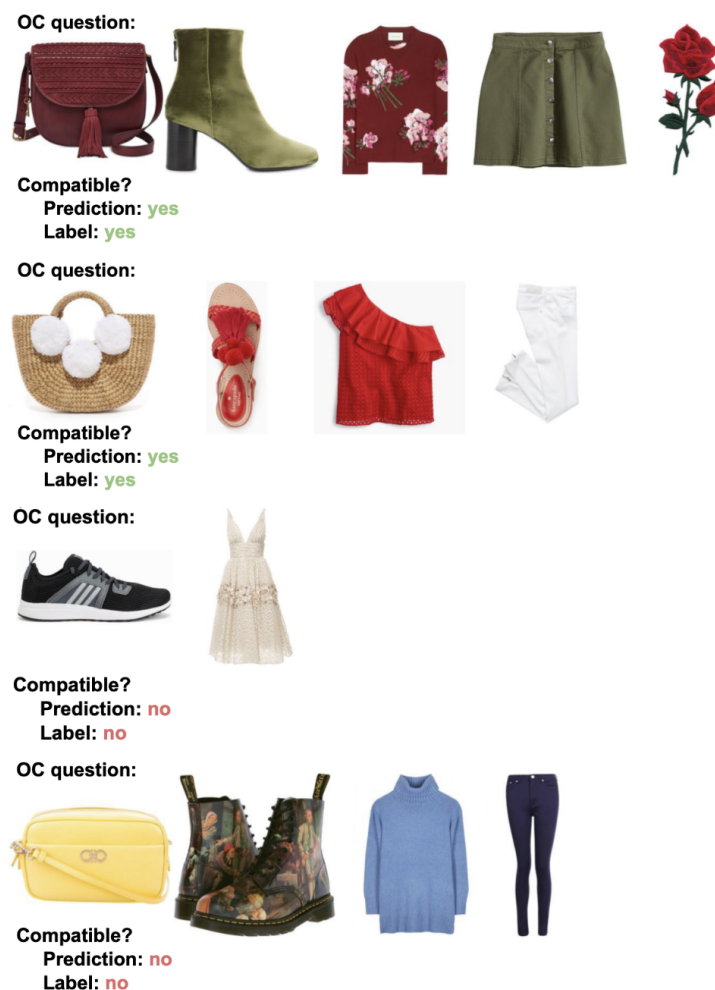 OC question:
Compatible?
Prediction: yes
Label: yes
OC question:
Compatible?
Prediction: yes
Label: yes
OC question:
Compatible?
Prediction: no
Label: no
OC question:
Compatible?
Prediction: no
Label: no